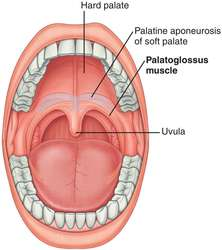 Hard palate
Palatine aponeurosis
of soft palate
Palatoglossus
muscle
Uvula